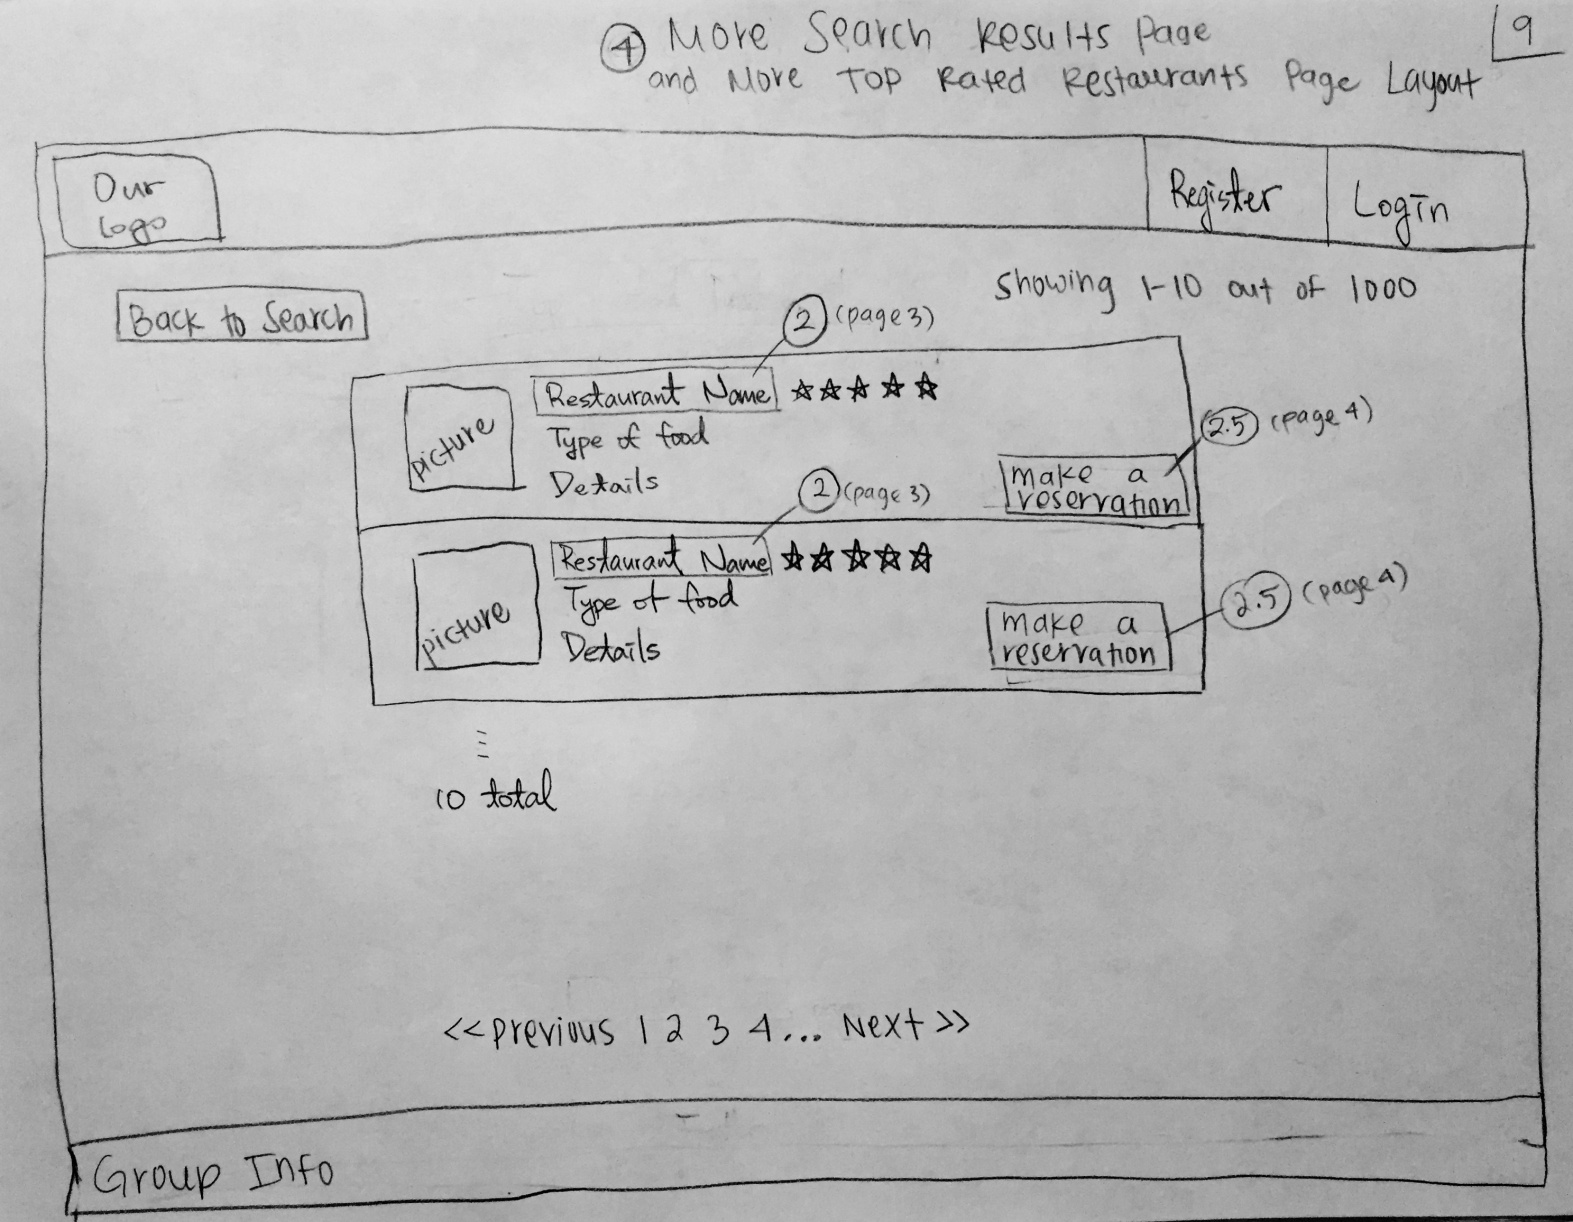 4 More Search Results Page
9
and More Top Rated Restaurants Page Layout
Our
Logo
Register
Login
Showing 1-10 out of 1000
Back to Search
2 (page 3)
Restaurant Name
picture
Type of food
Details
2.5 (page 4)
make a
reservation
2 (page 3)
Restaurant Name
picture
Type of food
Details
2.5 (page 4)
make a
reservation
10 total
<<previous 1 2 3 4... Next >>
Group Info